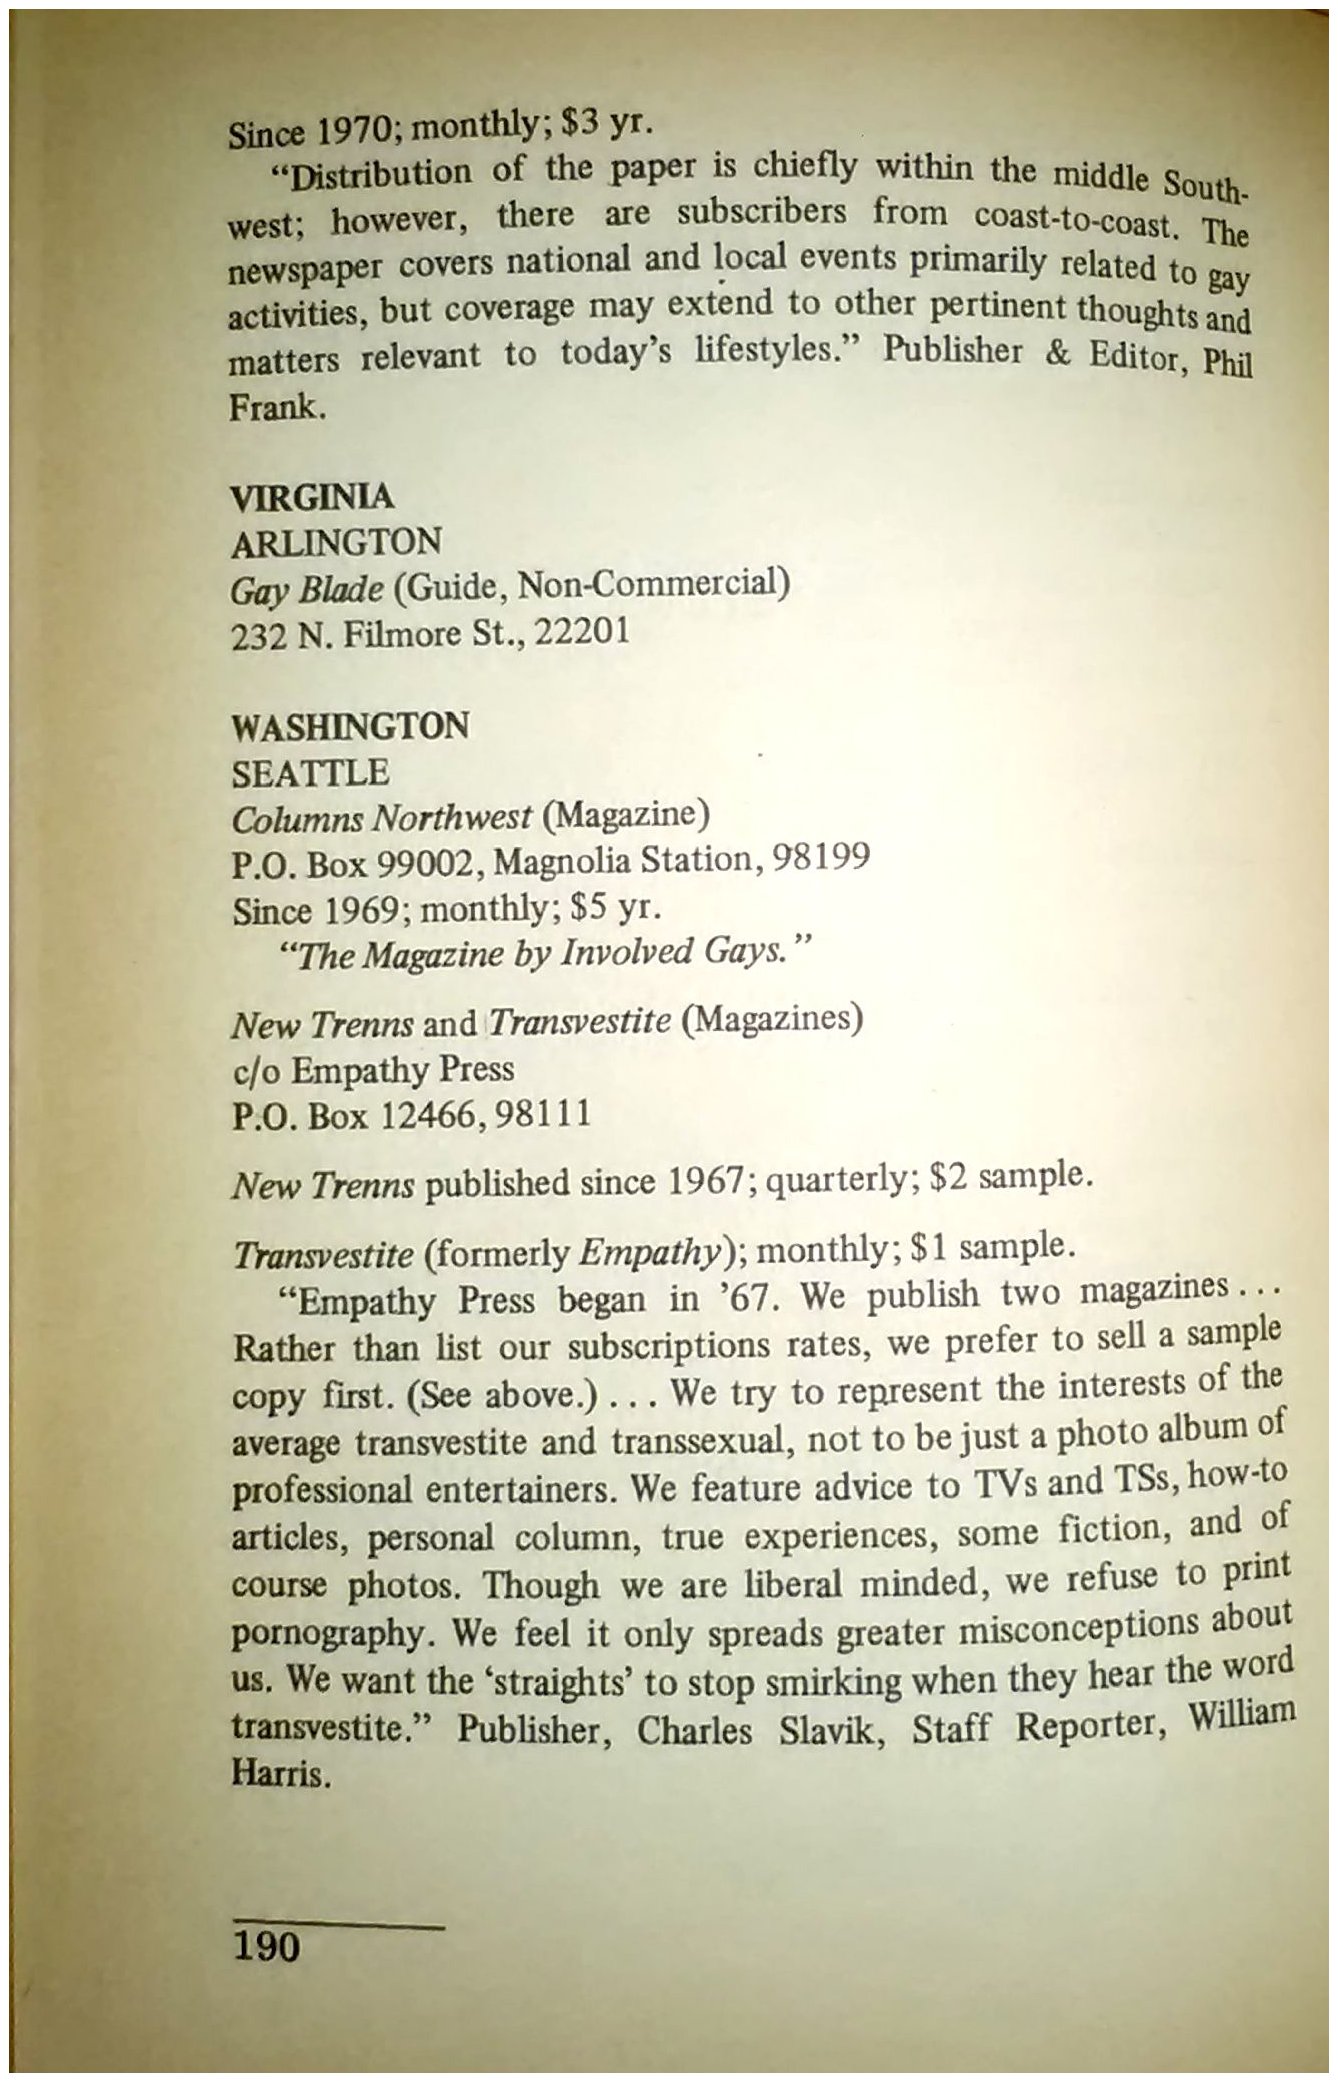 Since 1970; monthly; $3 yr.
“Distribution of the paper is chiefly within the middle South-
west; however, there are subscribers from coast-to-coast. The
newspaper covers national and local events primarily related to gay
activities, but coverage may extend to other pertinent thoughts and
matters relevant to today’s lifestyles.” Publisher & Editor, Phil
Frank.
VIRGINIA
ARLINGTON
Gay Blade (Guide, Non-Commercial)
232 N. Filmore St., 22201
WASHINGTON
SEATTLE
Columns Northwest (Magazine)
P.O. Box 99002, Magnolia Station, 98199
Since 1969; monthly; $5 yr.
“The Magazine by Involved Gays.”
New Trenns and Transvestite (Magazines)
c/o Empathy Press
P.O. Box 12466, 98111
New Trenns published since 1967; quarterly; $2 sample.
Transvestite (formerly Empathy); monthly; $1 sample.
“Empathy Press began in ’67. We publish two magazines . . .
Rather than list our subscriptions rates, we prefer to sell a sample
copy first. (See above.) . . . We try to represent the interests of the
average transvestite and transsexual, not to be just a photo album of
professional entertainers. We feature advice to TVs and TSs, how-to
articles, personal column, true experiences, some fiction, and of
course photos. Though we are liberal minded, we refuse to print
pornography. We feel it only spreads greater misconceptions about
us. We want the ‘straights’ to stop smirking when they hear the word
transvestite.” Publisher, Charles Slavik, Staff Reporter, William
Harris.
190